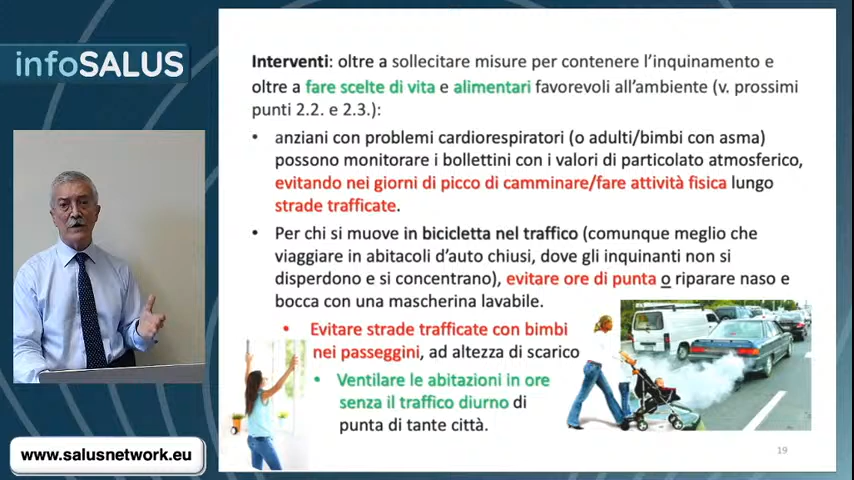 infoSALUS
Interventi: oltre a sollecitare misure per contenere l'inquinamento e
oltre a fare scelte di vita e alimentari favorevoli all'ambiente (v. prossimi
punti 2.2. e 2.3.):
• anziani con problemi cardiorespiratori (o adulti/bimbi con asma)
possono monitorare i bollettini con i valori di particolato atmosferico,
evitando nei giorni di picco di camminare/fare attività fisica lungo
strade trafficate.
• Per chi si muove in bicicletta nel traffico (comunque meglio che
viaggiare in abitacoli d'auto chiusi, dove gli inquinanti non si
disperdono e si concentrano), evitare ore di punta o riparare naso e
bocca con una mascherina lavabile.
• Evitare strade trafficate con bimbi
nei passeggini, ad altezza di scarico
• Ventilare le abitazioni in ore
senza il traffico diurno di
punta di tante città.
www.salusnetwork.eu
19